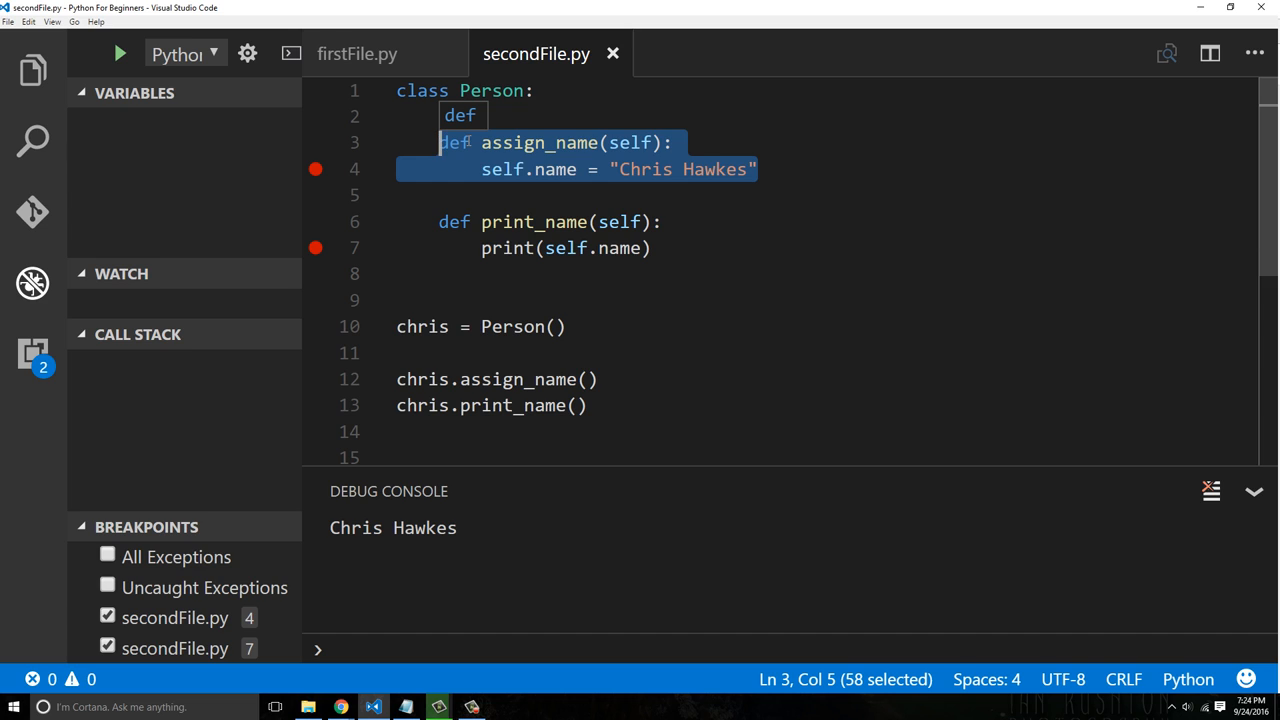 secondFile.py - Python For Beginners - Visual Studio Code
File Edit View Go Help
Pythor
firstFile.py
secondFile.py
VARIABLES
WATCH
CALL STACK
BREAKPOINTS
All Exceptions
Uncaught Exceptions
secondFile.py 4
secondFile.py 7
2
1 class Person:
2
def
3 def assign_name(self):
4 self.name = "Chris Hawkes"
5
6 def print_name(self):
7 print(self.name)
8
9
10 chris = Person()
11
12 chris.assign_name()
13 chris.print_name()
14
15
DEBUG CONSOLE
Chris Hawkes
0 0 Ln 3, Col 5 (58 selected) Spaces: 4 UTF-8 CRLF Python
I'm Cortana. Ask me anything.
7:24 PM
9/24/2016